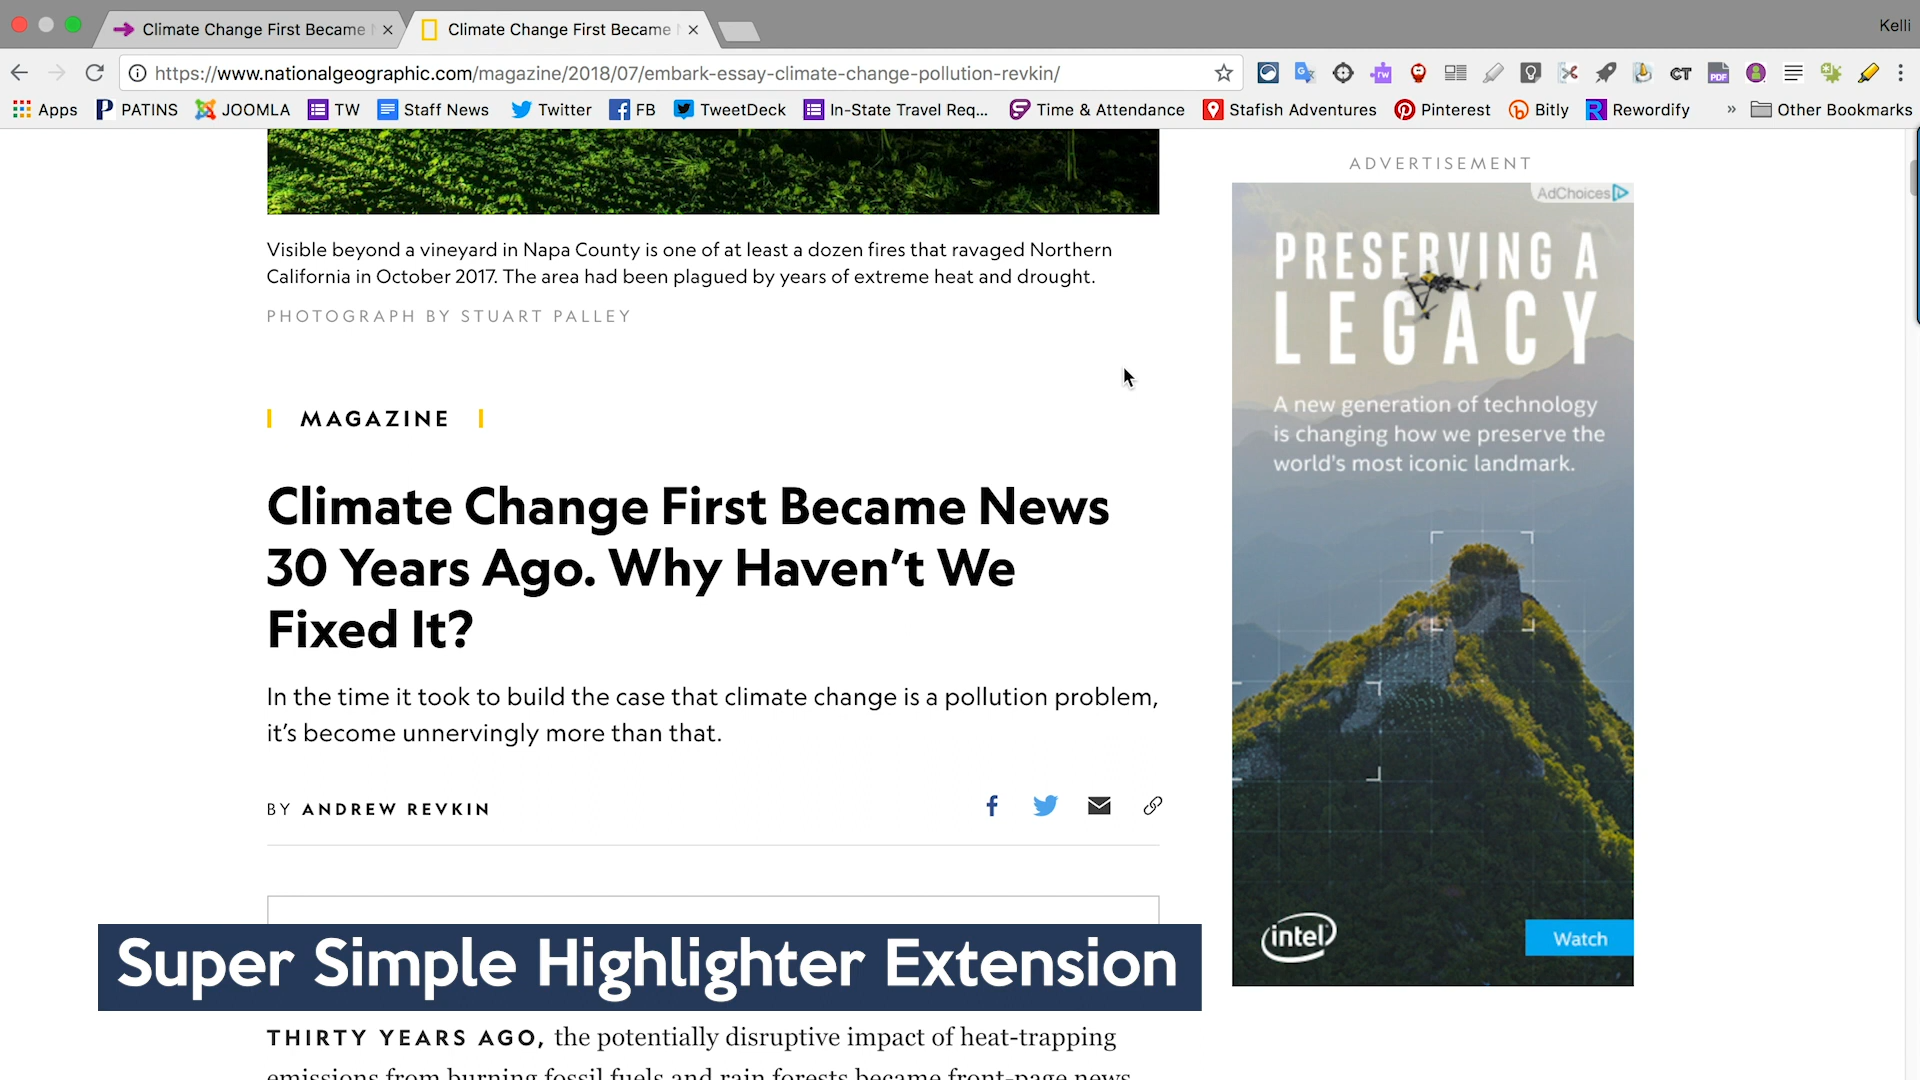 Climate Change First Became
Climate Change First Became
Kelli
https://www.nationalgeographic.com/magazine/2018/07/embark-essay-climate-change-pollution-revkin/
rw
CT
PDF
Apps
PATINS
JOOMLA
TW
Staff News
Twitter
FB
TweetDeck
In-State Travel Req...
Time & Attendance
Stafish Adventures
Pinterest
Bitly
Rewordify
»
Other Bookmarks
Visible beyond a vineyard in Napa County is one of at least a dozen fires that ravaged Northern
California in October 2017. The area had been plagued by years of extreme heat and drought.
PHOTOGRAPH BY STUART PALLEY
MAGAZINE
Climate Change First Became News
30 Years Ago. Why Haven’t We
Fixed It?
In the time it took to build the case that climate change is a pollution problem,
it’s become unnervingly more than that.
BY ANDREW REVKIN
Super Simple Highlighter Extension
THIRTY YEARS AGO, the potentially disruptive impact of heat-trapping
emissions from burning fossil fuels and rain forests became front-page news
ADVERTISEMENT
AdChoices
PRESERVING A
LEGACY
A new generation of technology
is changing how we preserve the
world's most iconic landmark.
intel
Watch